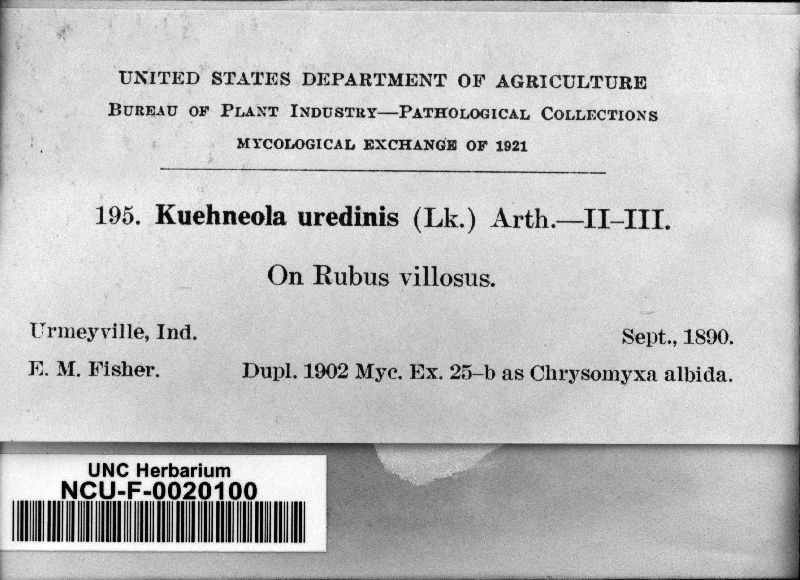 UNITED STATES DEPARTMENT OF AGRICULTURE
BUREAU OF PLANT INDUSTRY—PATHOLOGICAL COLLECTIONS
MYCOLOGICAL EXCHANGE OF 1921
195. Kuehneola uredinis (Lk.) Arth.—II–III.
On Rubus villosus.
Urmeyville, Ind. Sept., 1890.
E. M. Fisher. Dupl. 1902 Myc. Ex. 25–b as Chrysomyxa albida.
UNC Herbarium
NCU-F-0020100